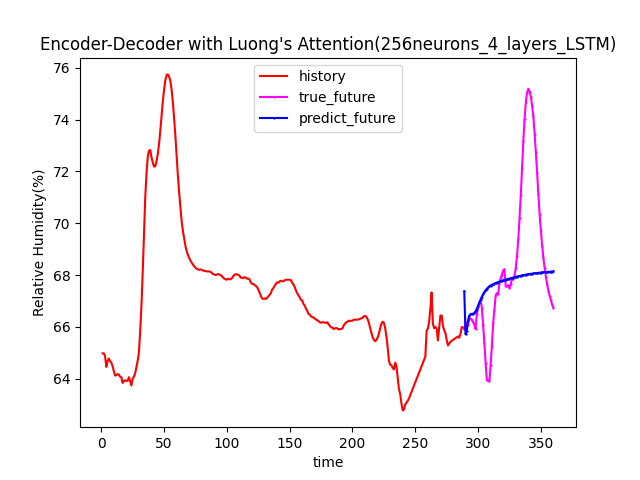 Encoder-Decoder with Luong's Attention(256neurons_4_layers_LSTM)
history
true_future
predict_future
76
74
72
70
68
66
64
Relative Humidity(%)
0 50 100 150 200 250 300 350
time